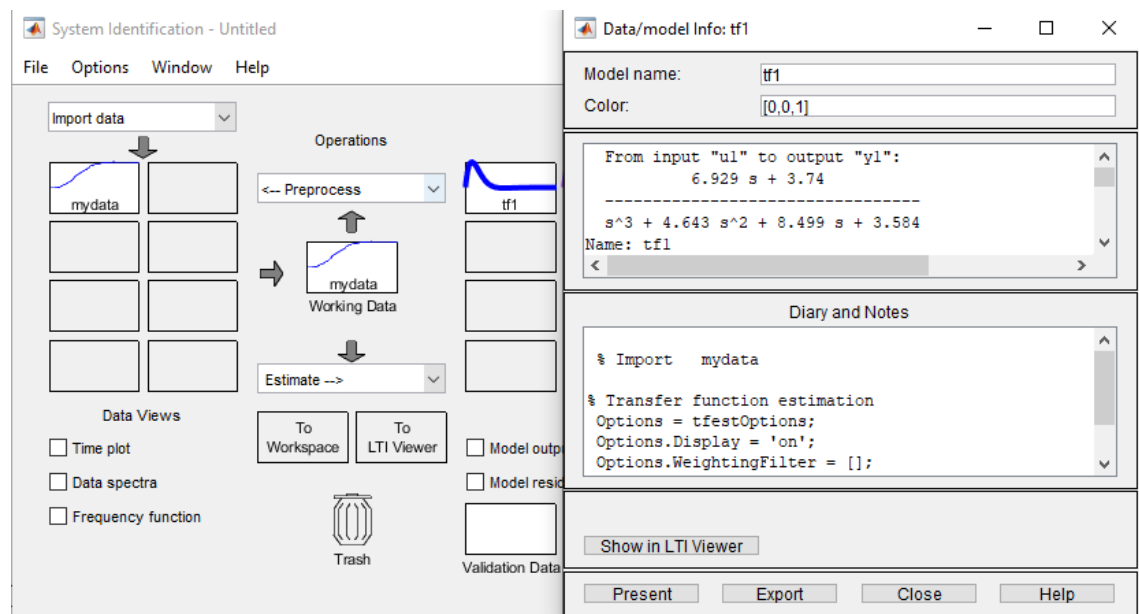 System Identification - Untitled
File Options Window Help
Import data
mydata
Operations
<-- Preprocess
mydata
Working Data
Estimate -->
To Workspace
To LTI Viewer
Data Views
Time plot
Data spectra
Frequency function
Trash
tf1
Model outp
Model resid
Validation Data
Data/model Info: tf1
Model name: tf1
Color: [0,0,1]
From input "u1" to output "y1":
6.929 s + 3.74
---------------------------------
s^3 + 4.643 s^2 + 8.499 s + 3.584
Name: tf1
Diary and Notes
% Import mydata
% Transfer function estimation
Options = tfestOptions;
Options.Display = 'on';
Options.WeightingFilter = [];
Show in LTI Viewer
Present Export Close Help